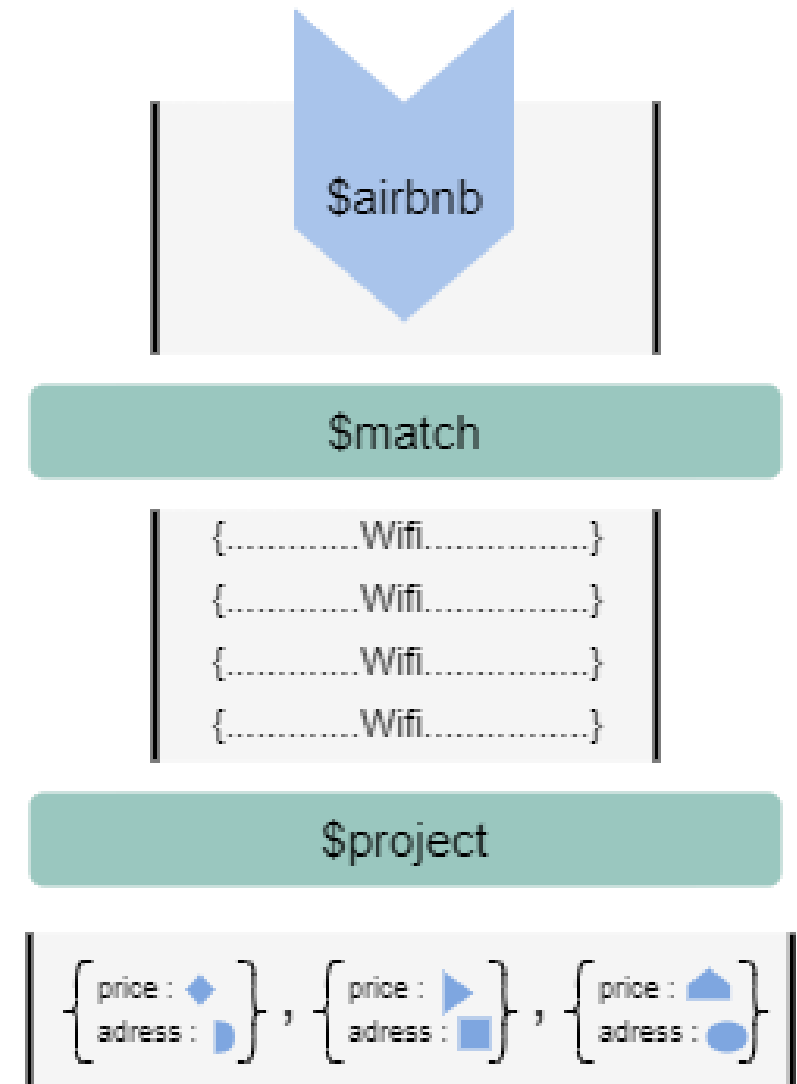 $airbnb
$match
{..............Wifi.................}
{..............Wifi.................}
{..............Wifi.................}
{..............Wifi.................}
$project
{ price : adress : } , { price : adress : } , { price : adress : }